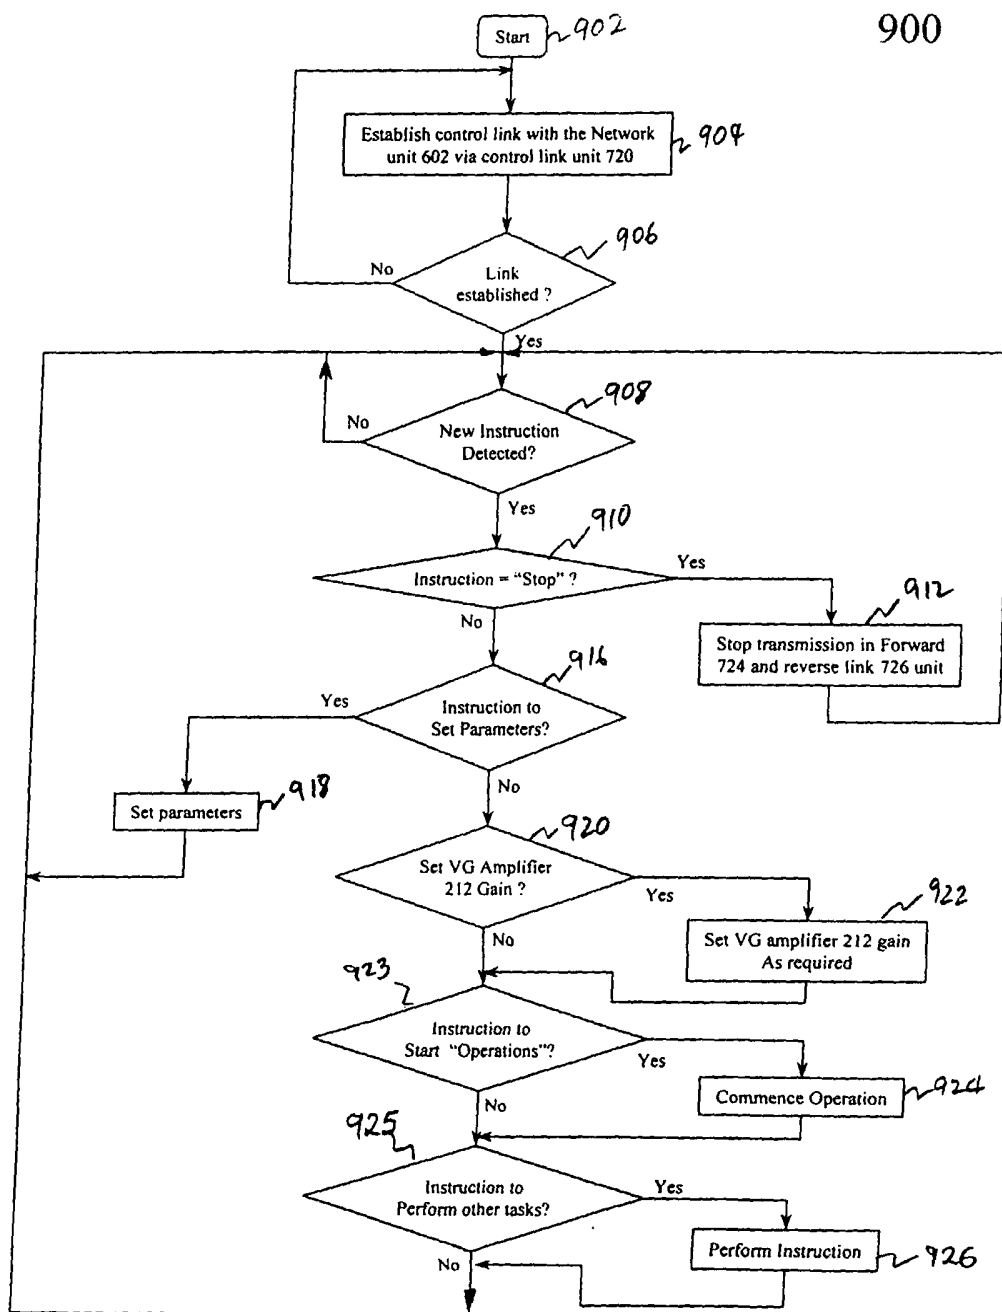 900
Start
902
Establish control link with the Network
unit 602 via control link unit 720
904
906
Link
established ?
No
Yes
908
New Instruction
Detected?
No
Yes
910
Instruction = “Stop” ?
Yes
No
912
Stop transmission in Forward
724 and reverse link 726 unit
916
Instruction to
Set Parameters?
Yes
No
918
Set parameters
920
Set VG Amplifier
212 Gain ?
Yes
No
922
Set VG amplifier 212 gain
As required
923
Instruction to
Start “Operations”?
Yes
No
924
Commence Operation
925
Instruction to
Perform other tasks?
Yes
No
926
Perform Instruction